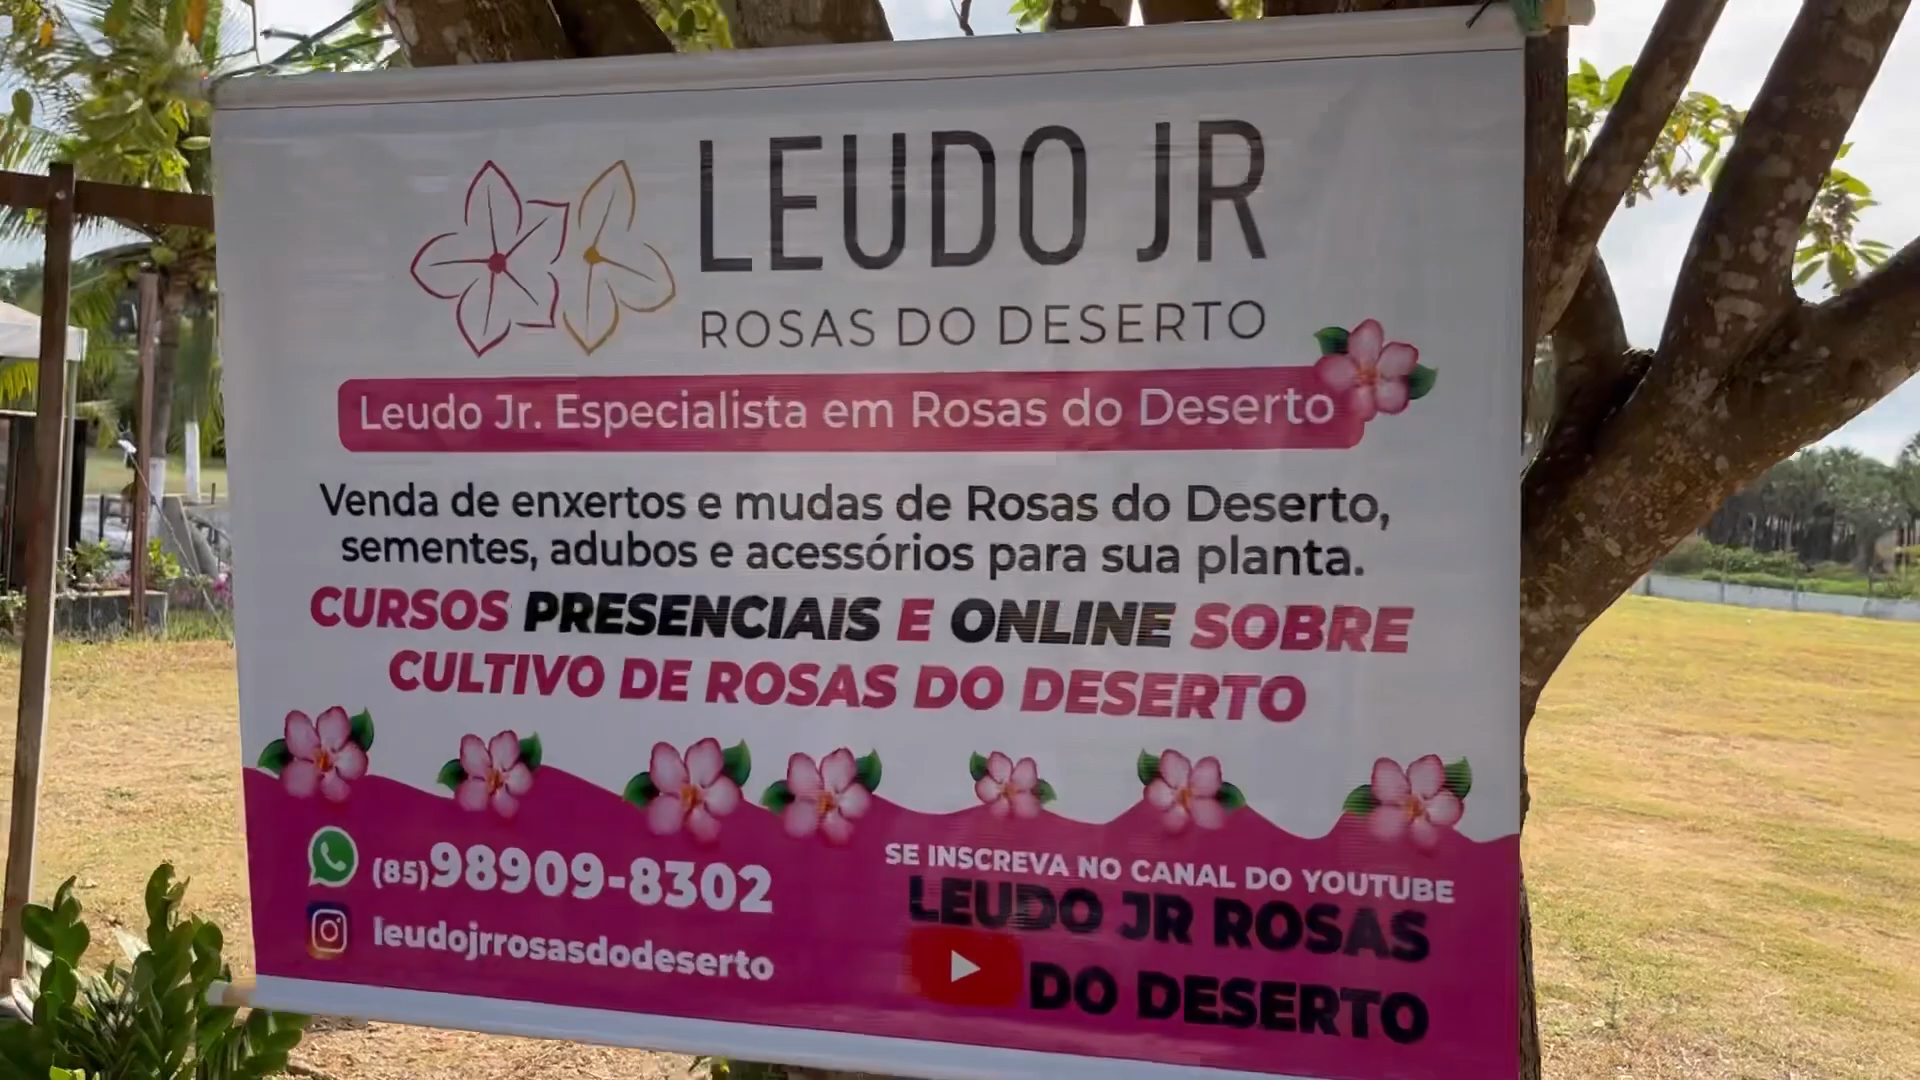 LEUDO JR
ROSAS DO DESERTO
Leudo Jr. Especialista em Rosas do Deserto
Venda de enxertos e mudas de Rosas do Deserto,
sementes, adubos e acessórios para sua planta.
CURSOS PRESENCIAIS E ONLINE SOBRE
CULTIVO DE ROSAS DO DESERTO
(85)98909-8302
leudojrrosasdodeserto
SE INSCREVA NO CANAL DO YOUTUBE
LEUDO JR ROSAS
DO DESERTO